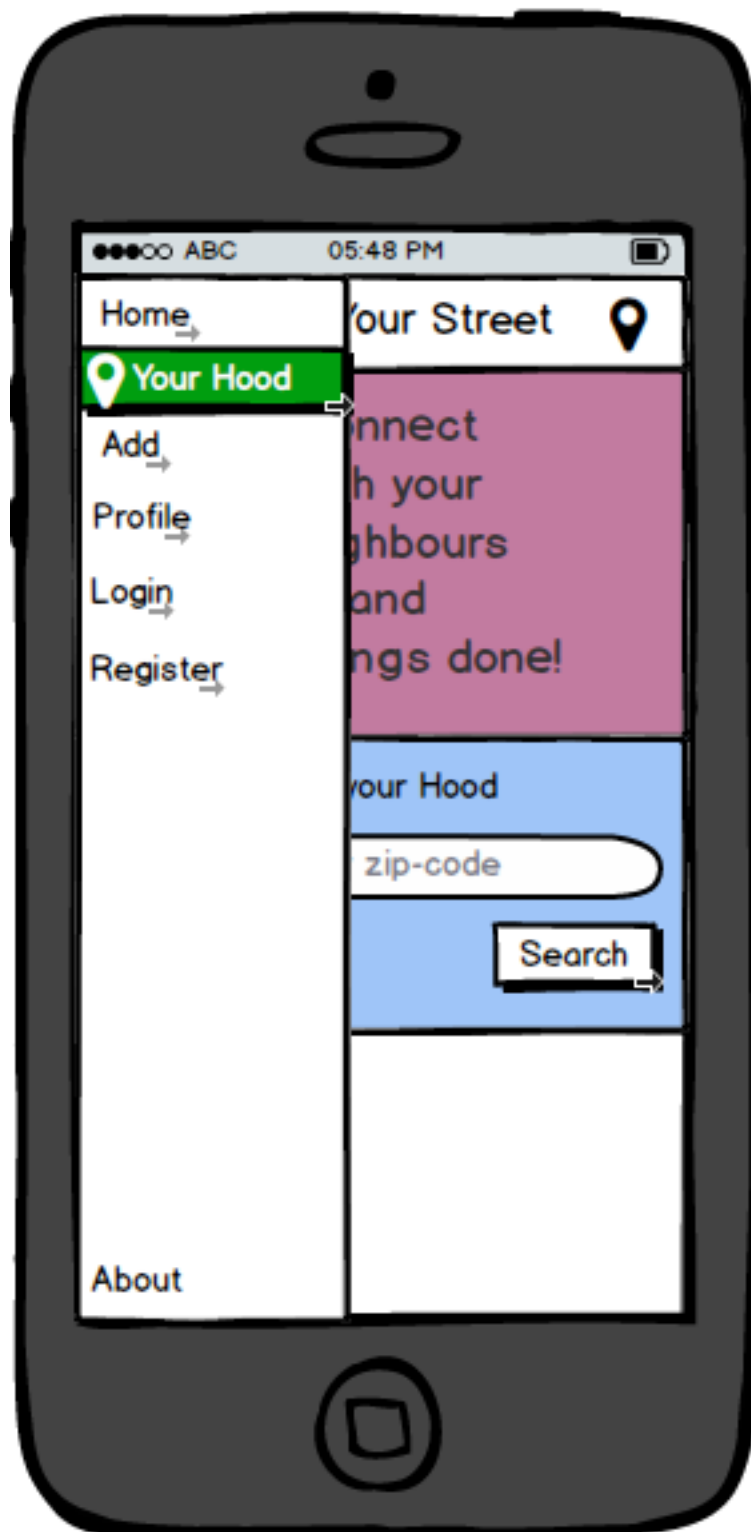 ABC 05:48 PM
Home
our Street
Your Hood
Add
Profile
Login
Register
About
nnect
h your
ghbours
and
ngs done!
your Hood
zip-code
Search